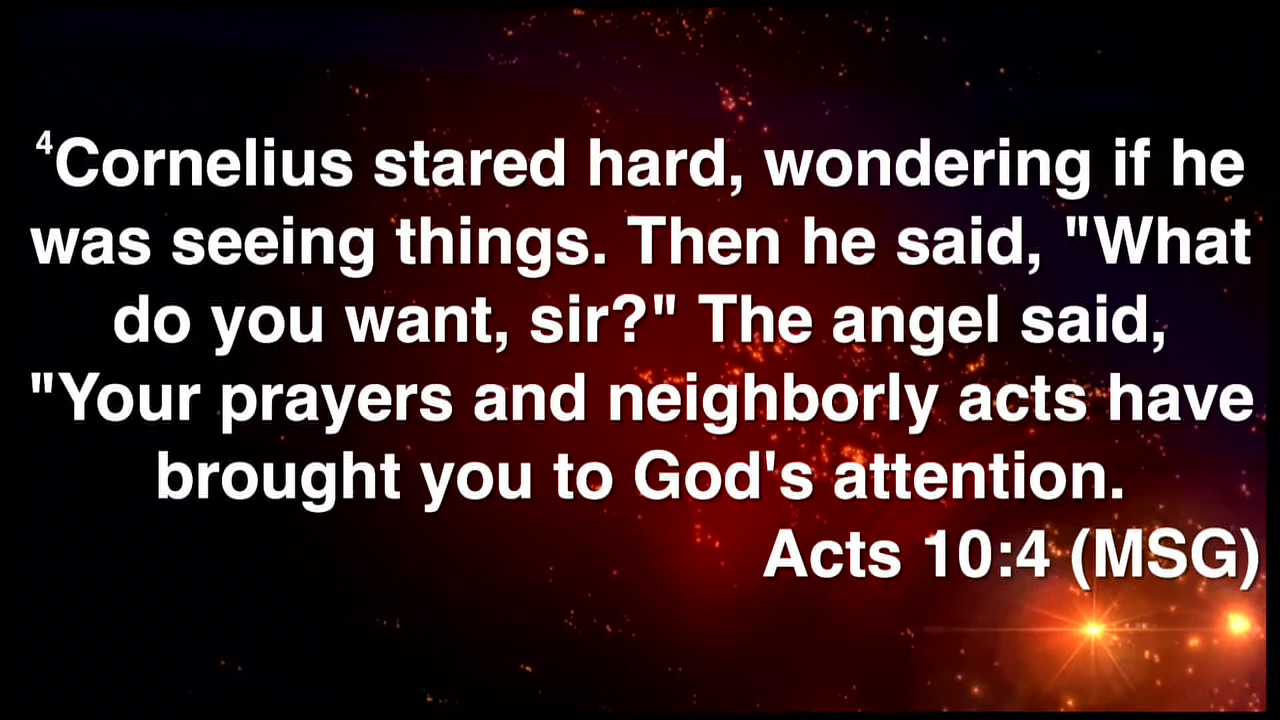 ⁴Cornelius stared hard, wondering if he
was seeing things. Then he said, "What
do you want, sir?" The angel said,
"Your prayers and neighborly acts have
brought you to God's attention.
Acts 10:4 (MSG)